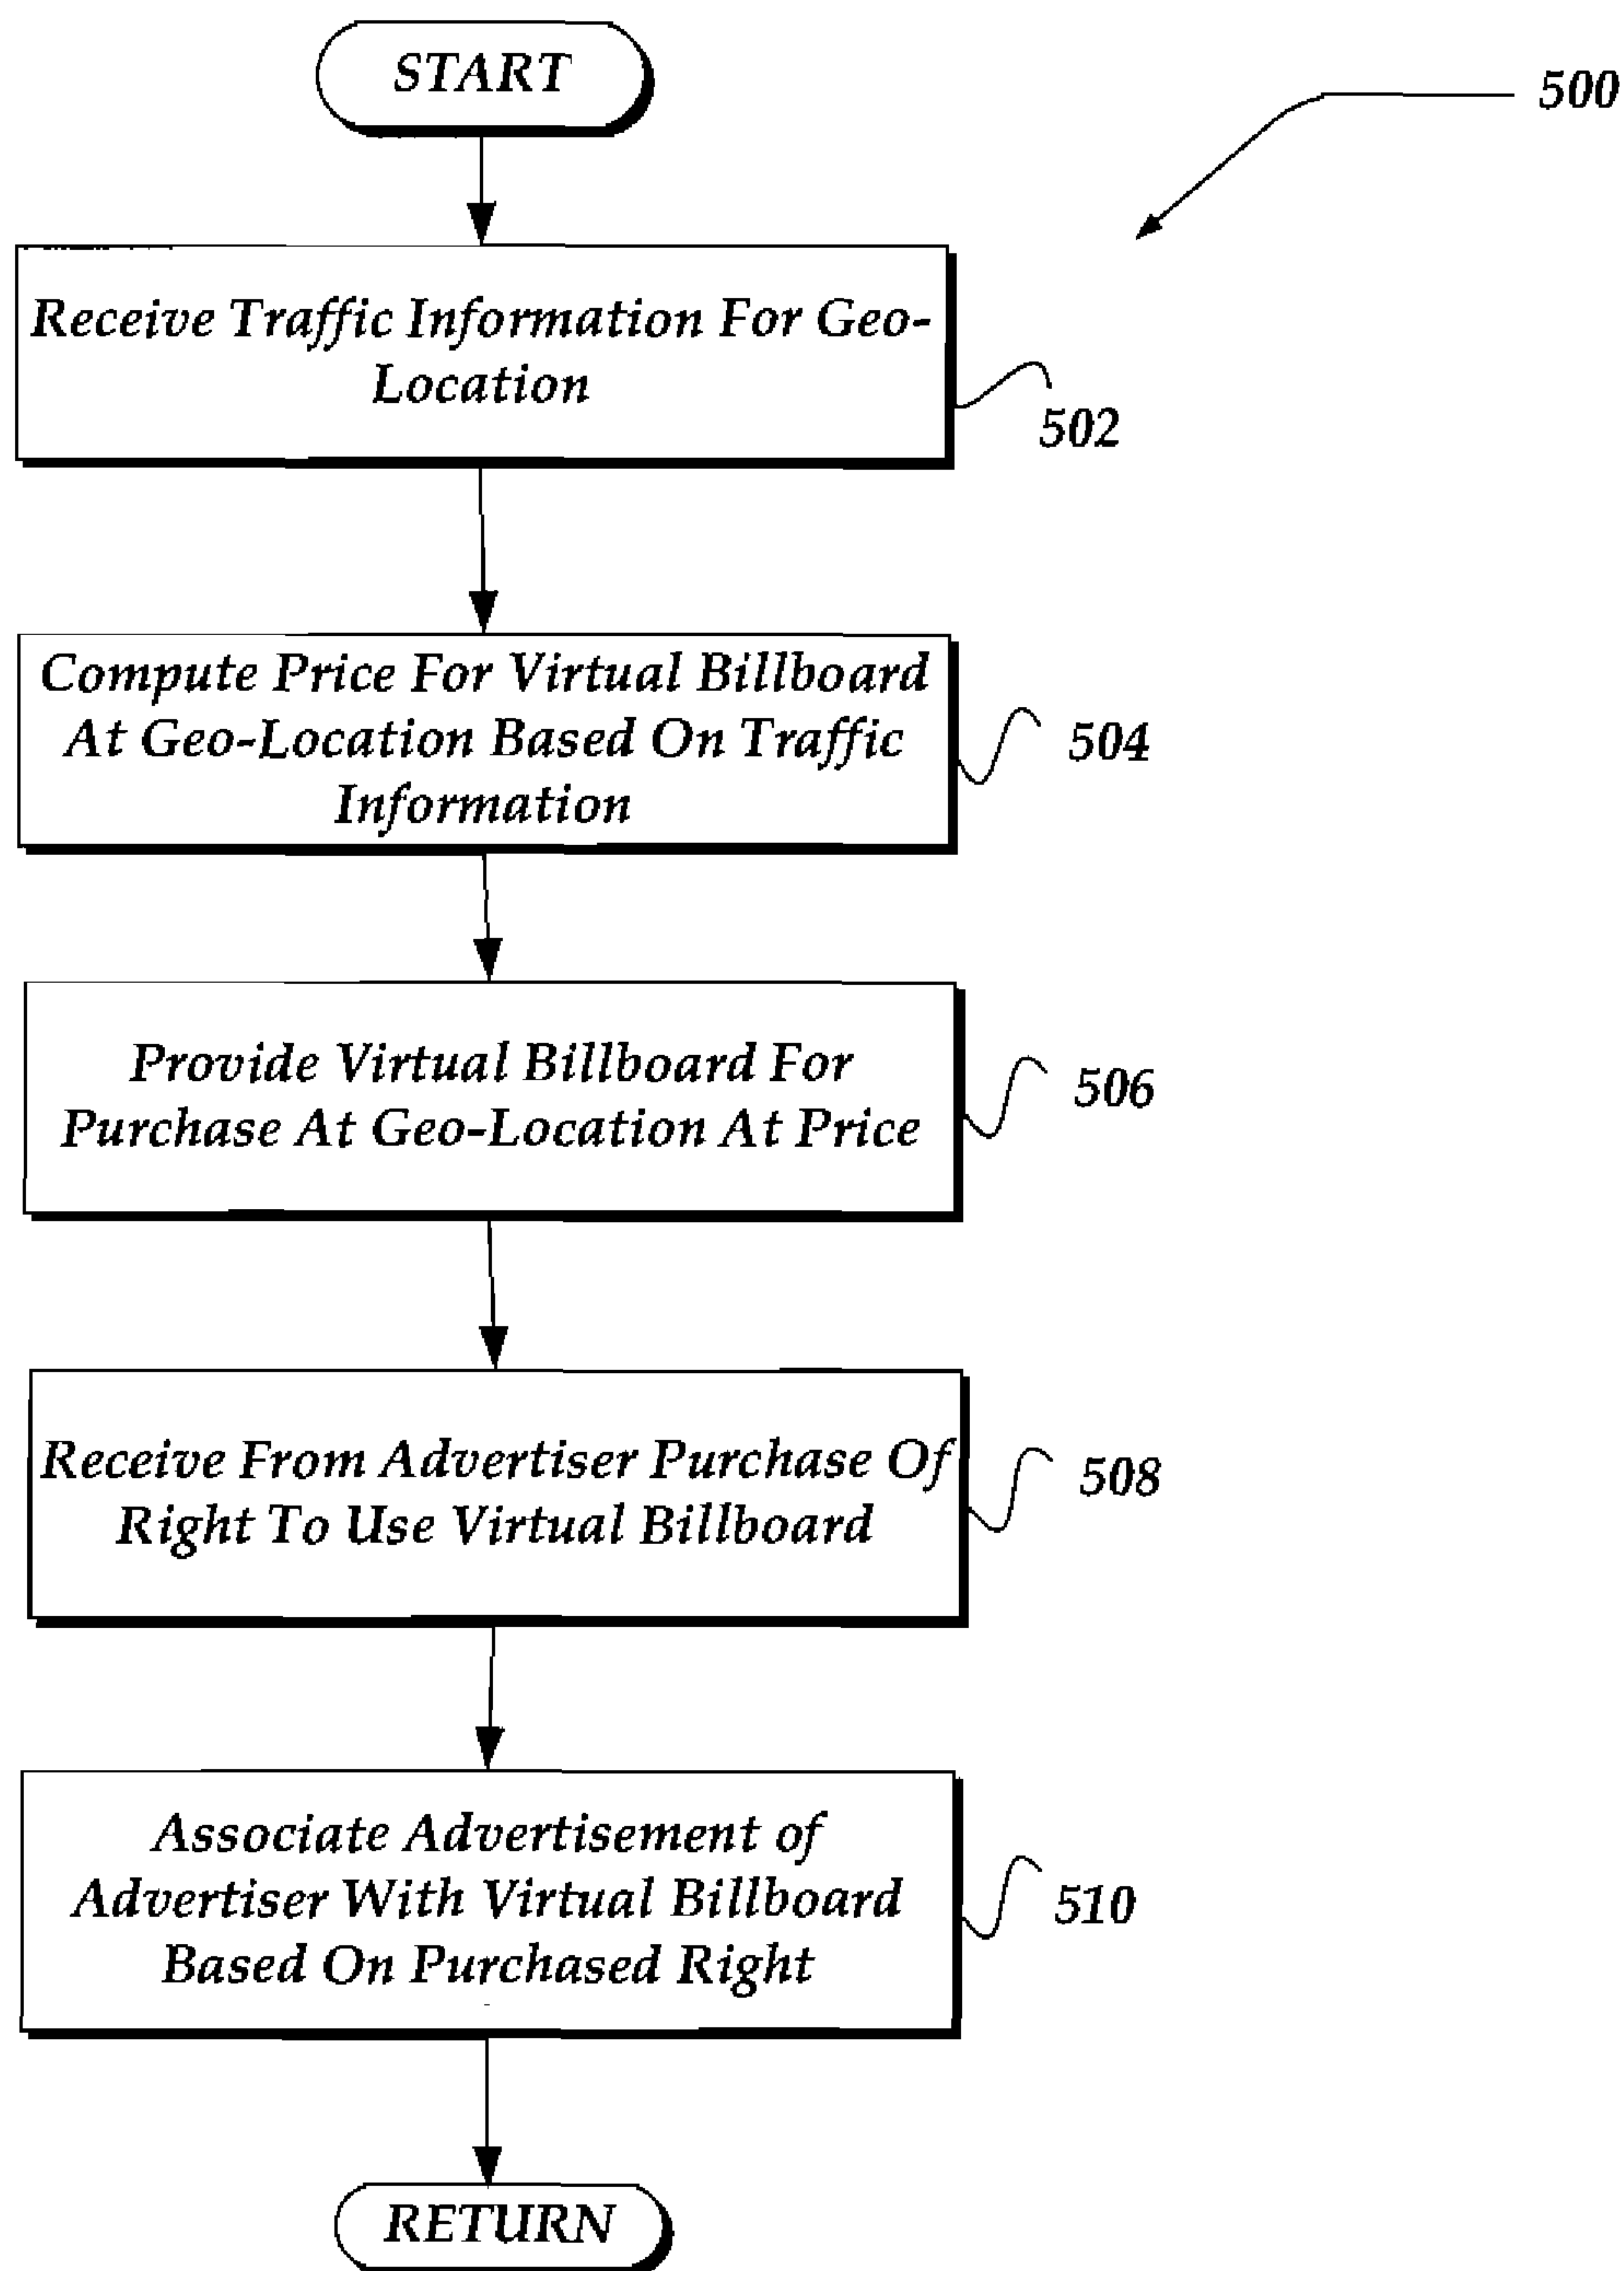 START
500
Receive Traffic Information For Geo-
Location
502
Compute Price For Virtual Billboard
At Geo-Location Based On Traffic
Information
504
Provide Virtual Billboard For
Purchase At Geo-Location At Price
506
Receive From Advertiser Purchase Of
Right To Use Virtual Billboard
508
Associate Advertisement of
Advertiser With Virtual Billboard
Based On Purchased Right
510
RETURN